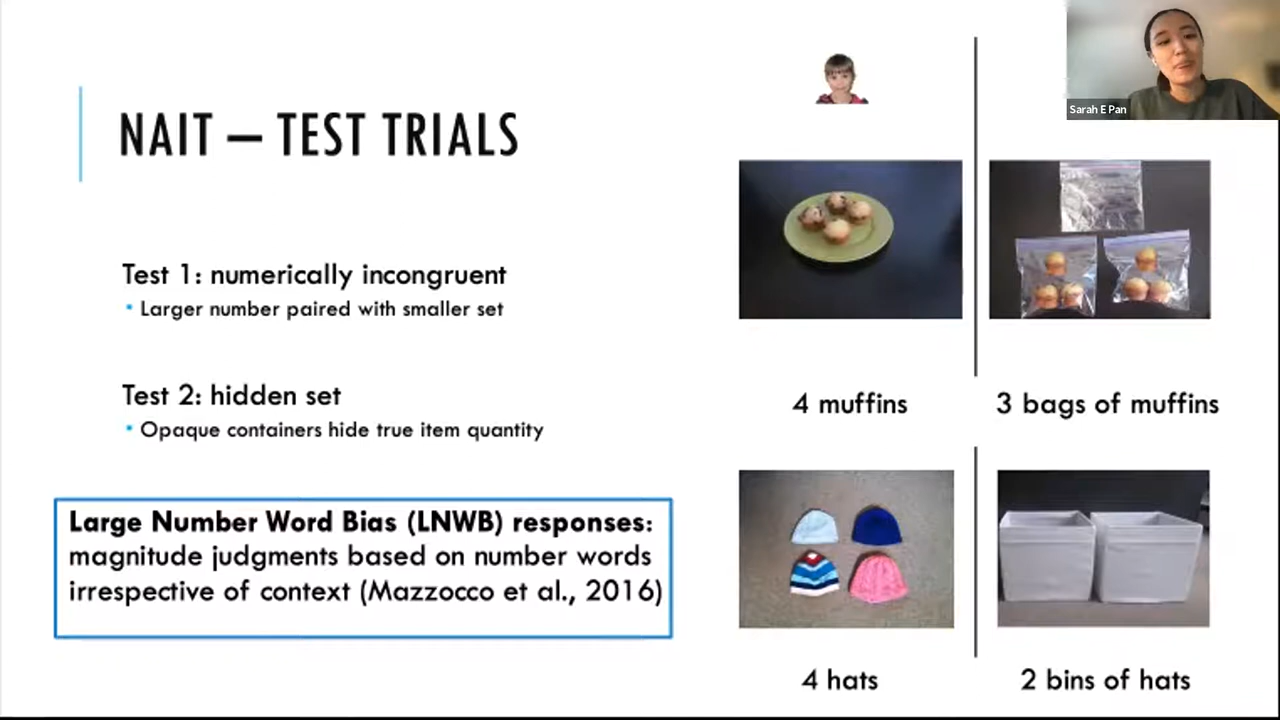 Sarah E Pan
NAIT – TEST TRIALS
Test 1: numerically incongruent
• Larger number paired with smaller set
Test 2: hidden set
• Opaque containers hide true item quantity
Large Number Word Bias (LNWB) responses:
magnitude judgments based on number words
irrespective of context (Mazzocco et al., 2016)
4 muffins
3 bags of muffins
4 hats
2 bins of hats